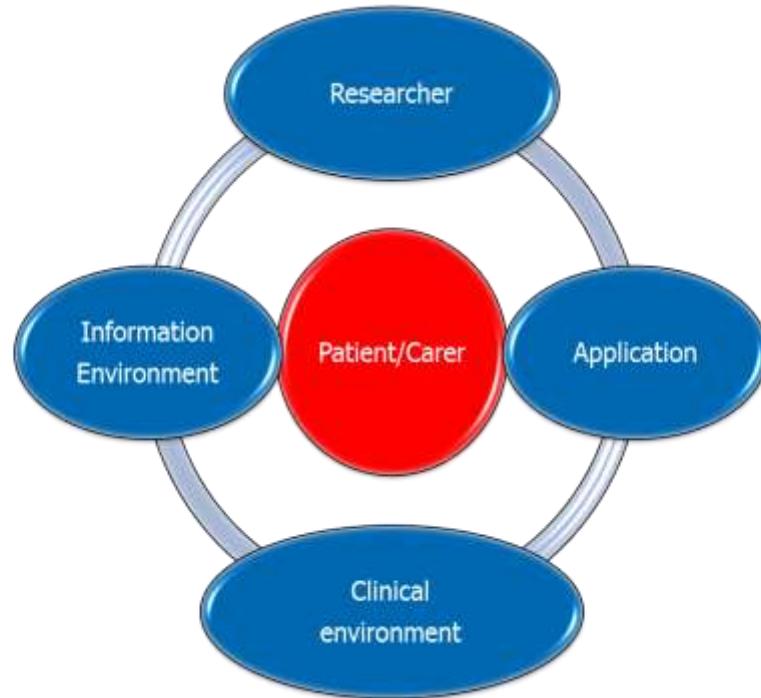 Researcher
Information
Environment
Patient/Carer
Application
Clinical
environment